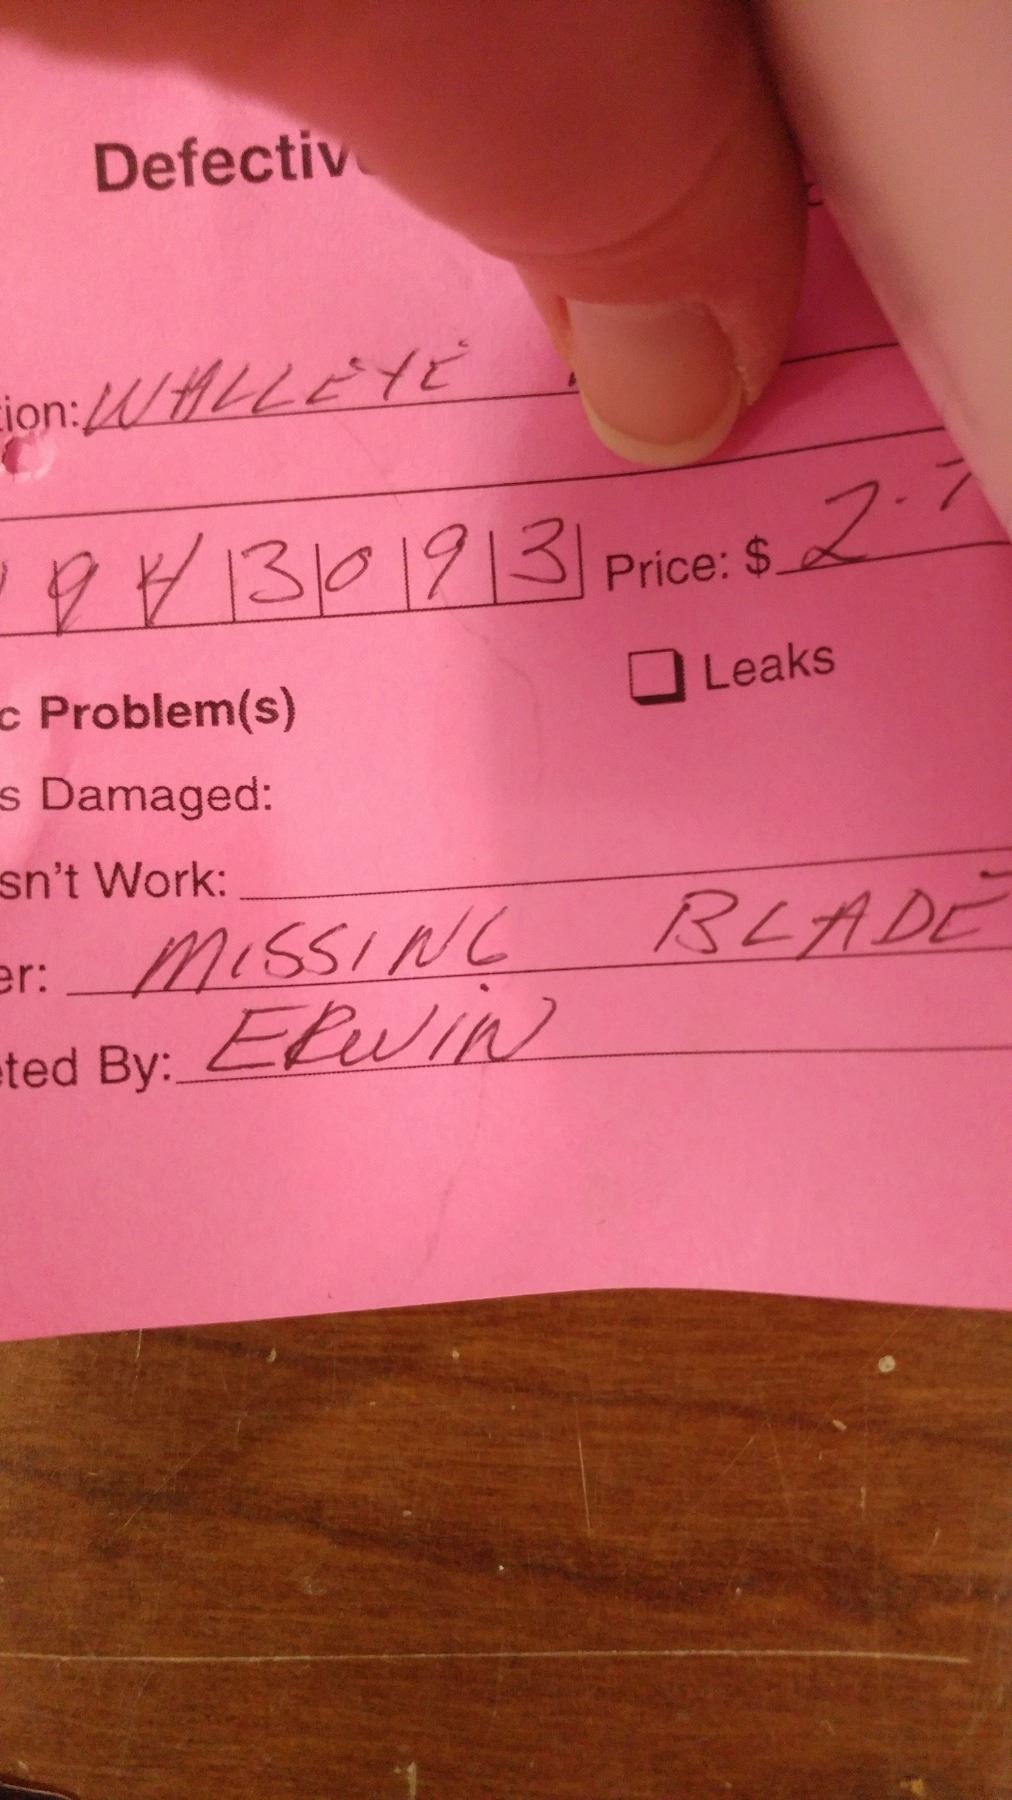 Defectiv
tion: WALLEYE
9 4 3 0 9 3 Price: $ 2.7
Leaks
c Problem(s)
s Damaged:
sn't Work:
er: MISSING BLADE
eted By: ERWIN